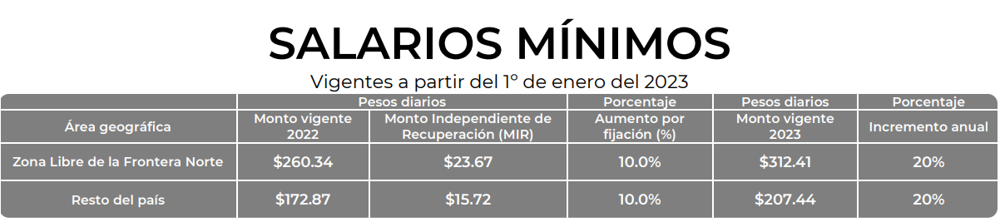 SALARIOS MÍNIMOS
Vigentes a partir del 1º de enero del 2023
Pesos diarios Porcentaje Pesos diarios Porcentaje
Área geográfica Monto vigente 2022 Monto Independiente de Recuperación (MIR) Aumento por fijación (%) Monto vigente 2023 Incremento anual
Zona Libre de la Frontera Norte $260.34 $23.67 10.0% $312.41 20%
Resto del país $172.87 $15.72 10.0% $207.44 20%